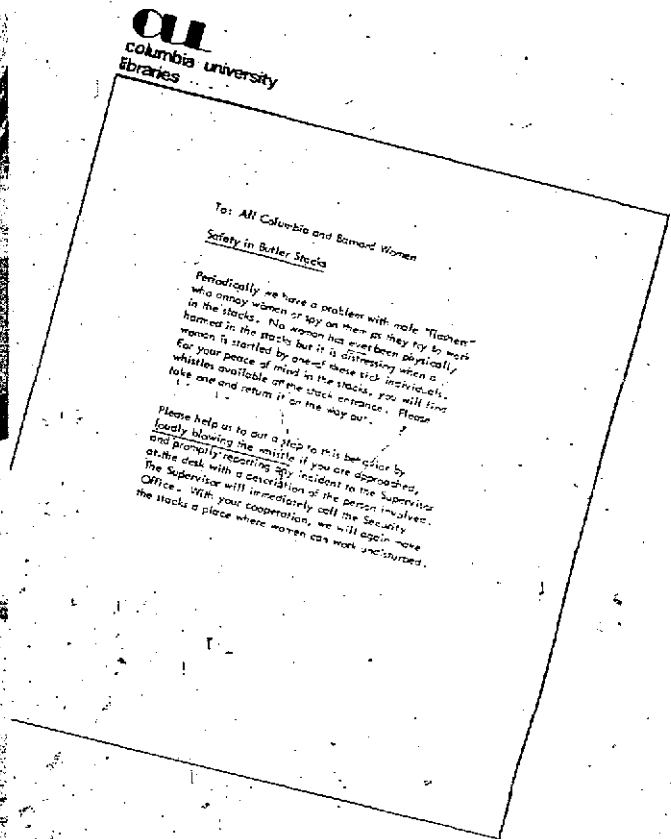 CUL
columbia university
libraries
To: All Columbia and Barnard Women
Safety in Butler Stacks
Periodically we have a problem with male "flashers"
who annoy women or spy on them as they try to work
in the stacks. No woman has ever been physically
harmed in the stacks but it is distressing when a
woman is startled by one of these sick individuals.
For your peace of mind in the stacks, you will find
whistles available at the stack entrance. Please
take one and return it on the way out.
Please help us to put a stop to this behavior by
loudly blowing the whistle if you are approached,
and promptly reporting any incident to the Supervisor
at the desk with a description of the person involved.
The Supervisor will immediately call the Security
Office. With your cooperation, we will again make
the stacks a place where women can work undisturbed.